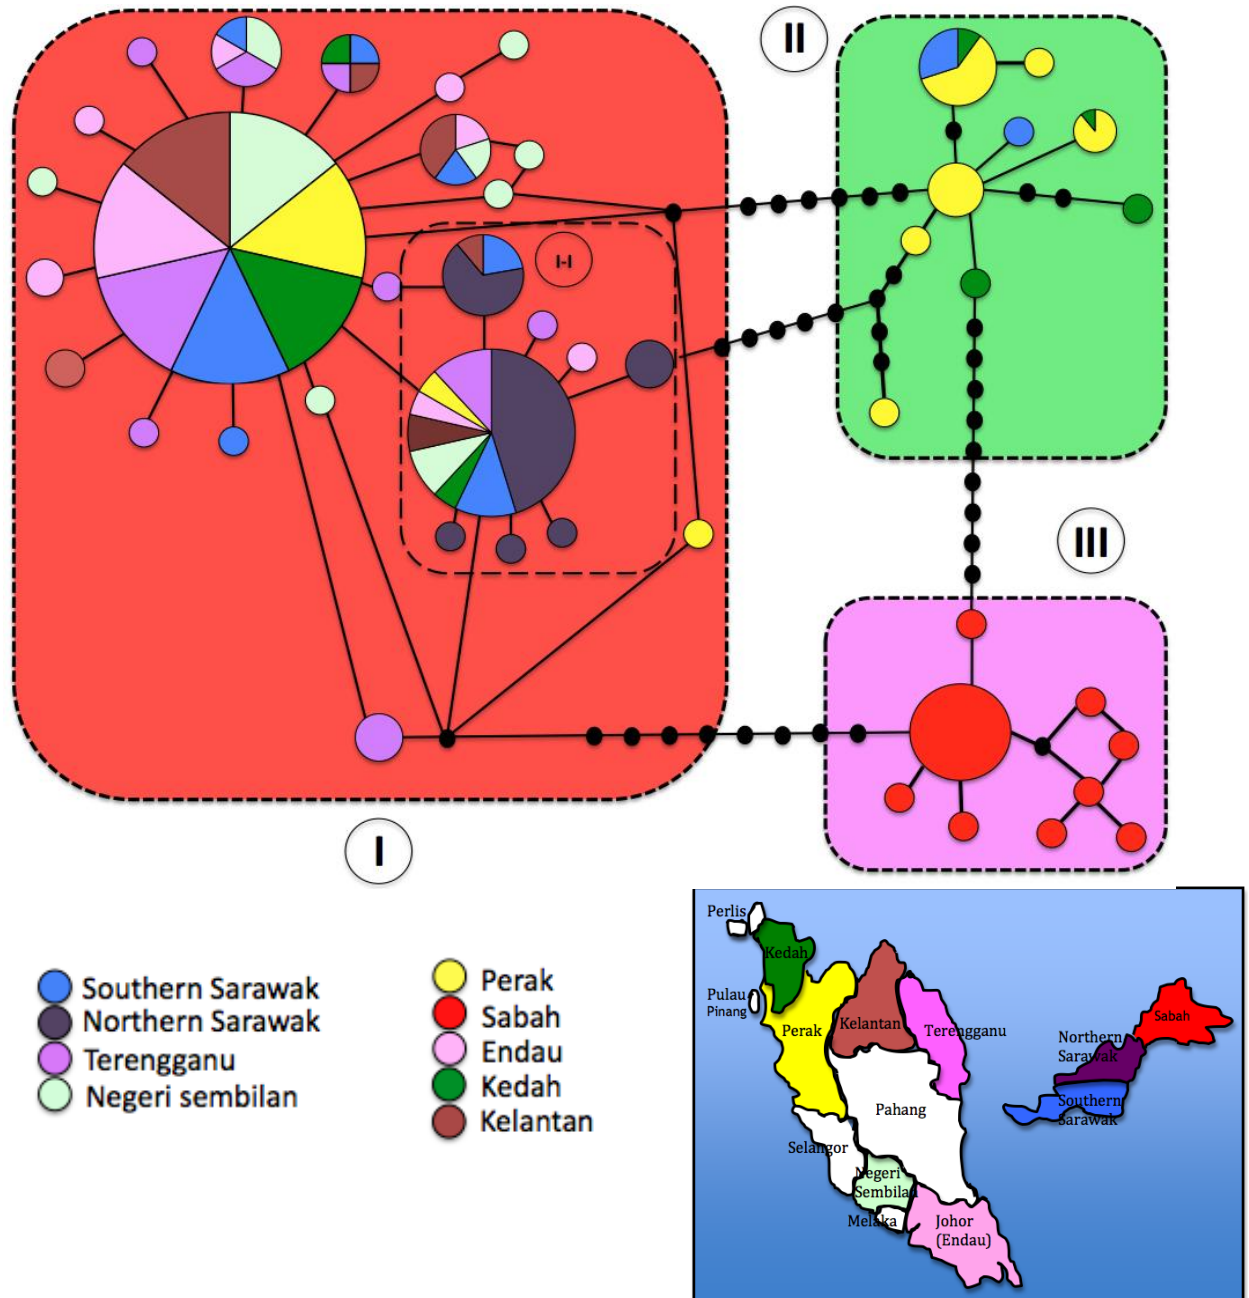 II
I-I
III
I
Southern Sarawak
Northern Sarawak
Terengganu
Negeri sembilan
Perak
Sabah
Endau
Kedah
Kelantan
Perlis
Kedah
Pulau
Pinang
Perak
Kelantan
Terengganu
Pahang
Selangor
Negeri
Sembilan
Melaka
Johor
(Endau)
Northern
Sarawak
Sabah
Southern
Sarawak